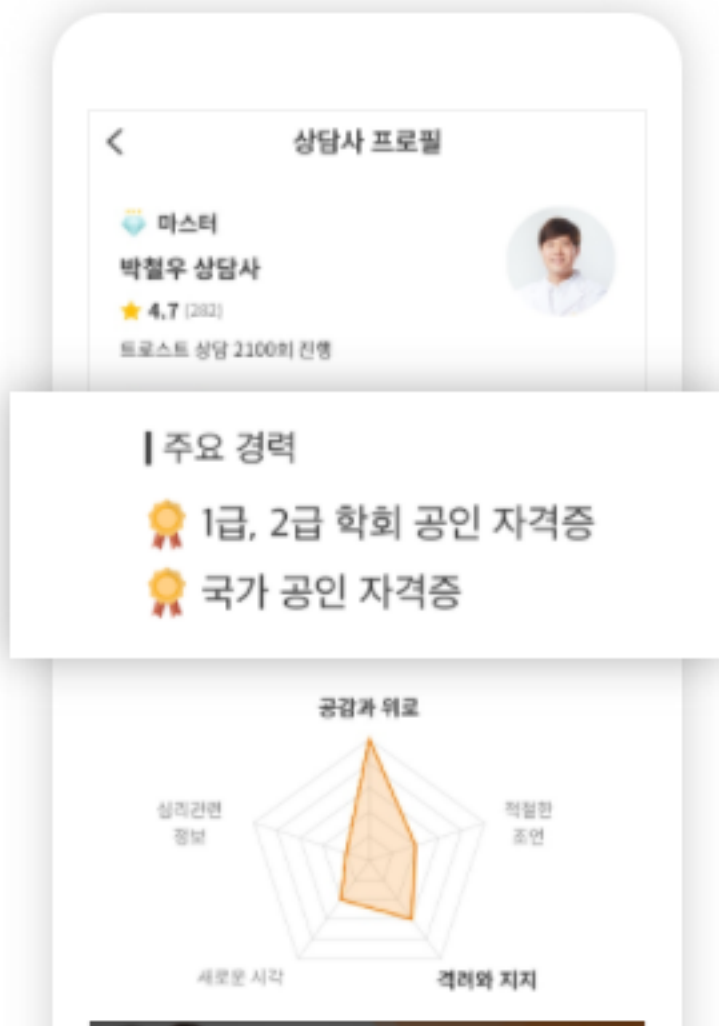 상담사 프로필
마스터
박철우 상담사
4.7 (282)
트로스트 상담 2100회 진행
주요 경력
1급, 2급 학회 공인 자격증
국가 공인 자격증
공감과 위로
심리관련
정보
적절한
조언
새로운 시각
격려와 지지